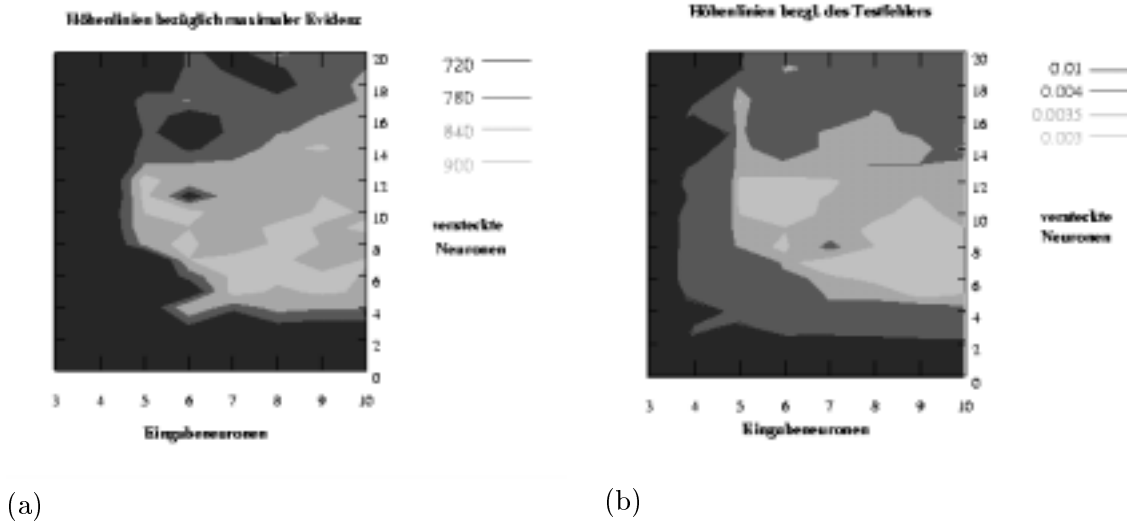 Höhenlinien bezüglich maximaler Evidenz
720
780
840
900
versteckte
Neuronen
20
18
16
14
12
10
8
6
4
2
0
3 4 5 6 7 8 9 10
Eingabeneuronen
(a)
Höhenlinien bezgl. des Testfehlers
0.01
0.004
0.0035
0.003
versteckte
Neuronen
20
18
16
14
12
10
8
6
4
2
0
3 4 5 6 7 8 9 10
Eingabeneuronen
(b)